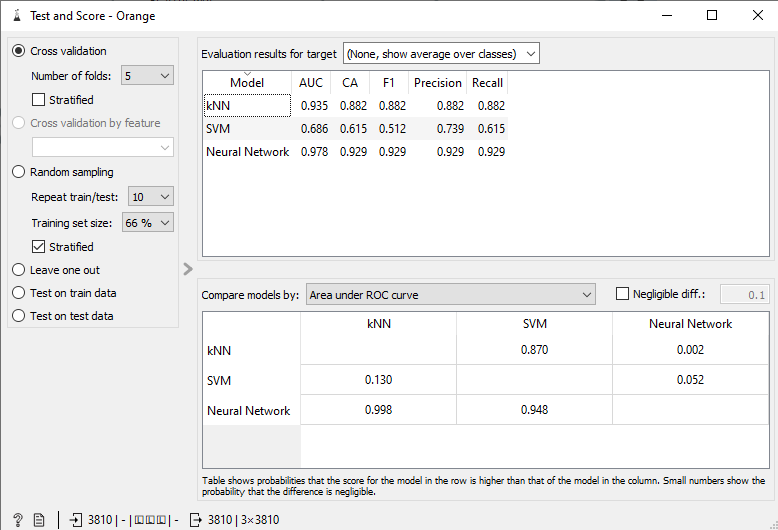 Test and Score - Orange
Cross validation
Number of folds: 5
Stratified
Cross validation by feature
Random sampling
Repeat train/test: 10
Training set size: 66 %
Stratified
Leave one out
Test on train data
Test on test data
Evaluation results for target (None, show average over classes)
Model AUC CA F1 Precision Recall
kNN 0.935 0.882 0.882 0.882 0.882
SVM 0.686 0.615 0.512 0.739 0.615
Neural Network 0.978 0.929 0.929 0.929 0.929
Compare models by: Area under ROC curve Negligible diff.: 0.1
kNN SVM Neural Network
kNN 0.870 0.002
SVM 0.130 0.052
Neural Network 0.998 0.948
Table shows probabilities that the score for the model in the row is higher than that of the model in the column. Small numbers show the
probability that the difference is negligible.
? 3810 | - | - 3810 | 3×3810